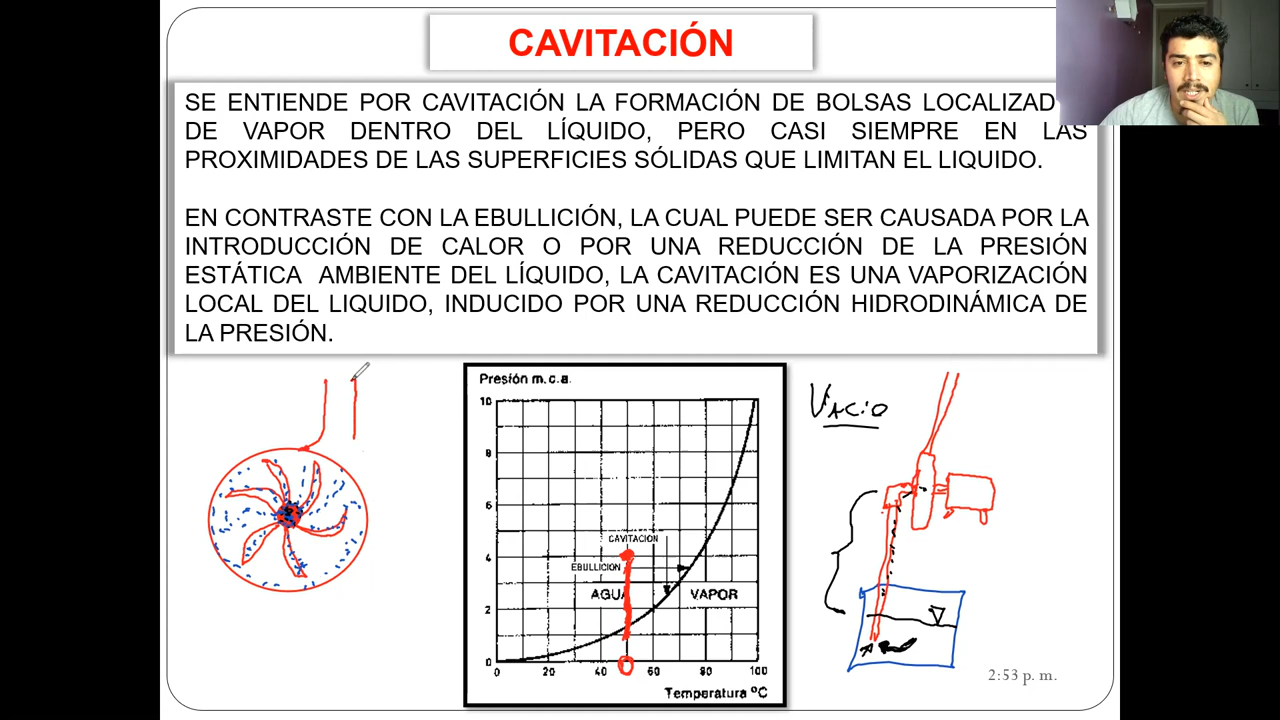 CAVITACIÓN
SE ENTIENDE POR CAVITACIÓN LA FORMACIÓN DE BOLSAS LOCALIZAD
DE VAPOR DENTRO DEL LÍQUIDO, PERO CASI SIEMPRE EN LAS
PROXIMIDADES DE LAS SUPERFICIES SÓLIDAS QUE LIMITAN EL LIQUIDO.
EN CONTRASTE CON LA EBULLICIÓN, LA CUAL PUEDE SER CAUSADA POR LA
INTRODUCCIÓN DE CALOR O POR UNA REDUCCIÓN DE LA PRESIÓN
ESTÁTICA AMBIENTE DEL LÍQUIDO, LA CAVITACIÓN ES UNA VAPORIZACIÓN
LOCAL DEL LIQUIDO, INDUCIDO POR UNA REDUCCIÓN HIDRODINÁMICA DE
LA PRESIÓN.
Presión m.c.a.
10
8
6
4
2
0
CAVITACION
EBULLICION
AGUA VAPOR
0 20 40 60 80 100
Temperatura ºC
VACIO
2:53 p. m.